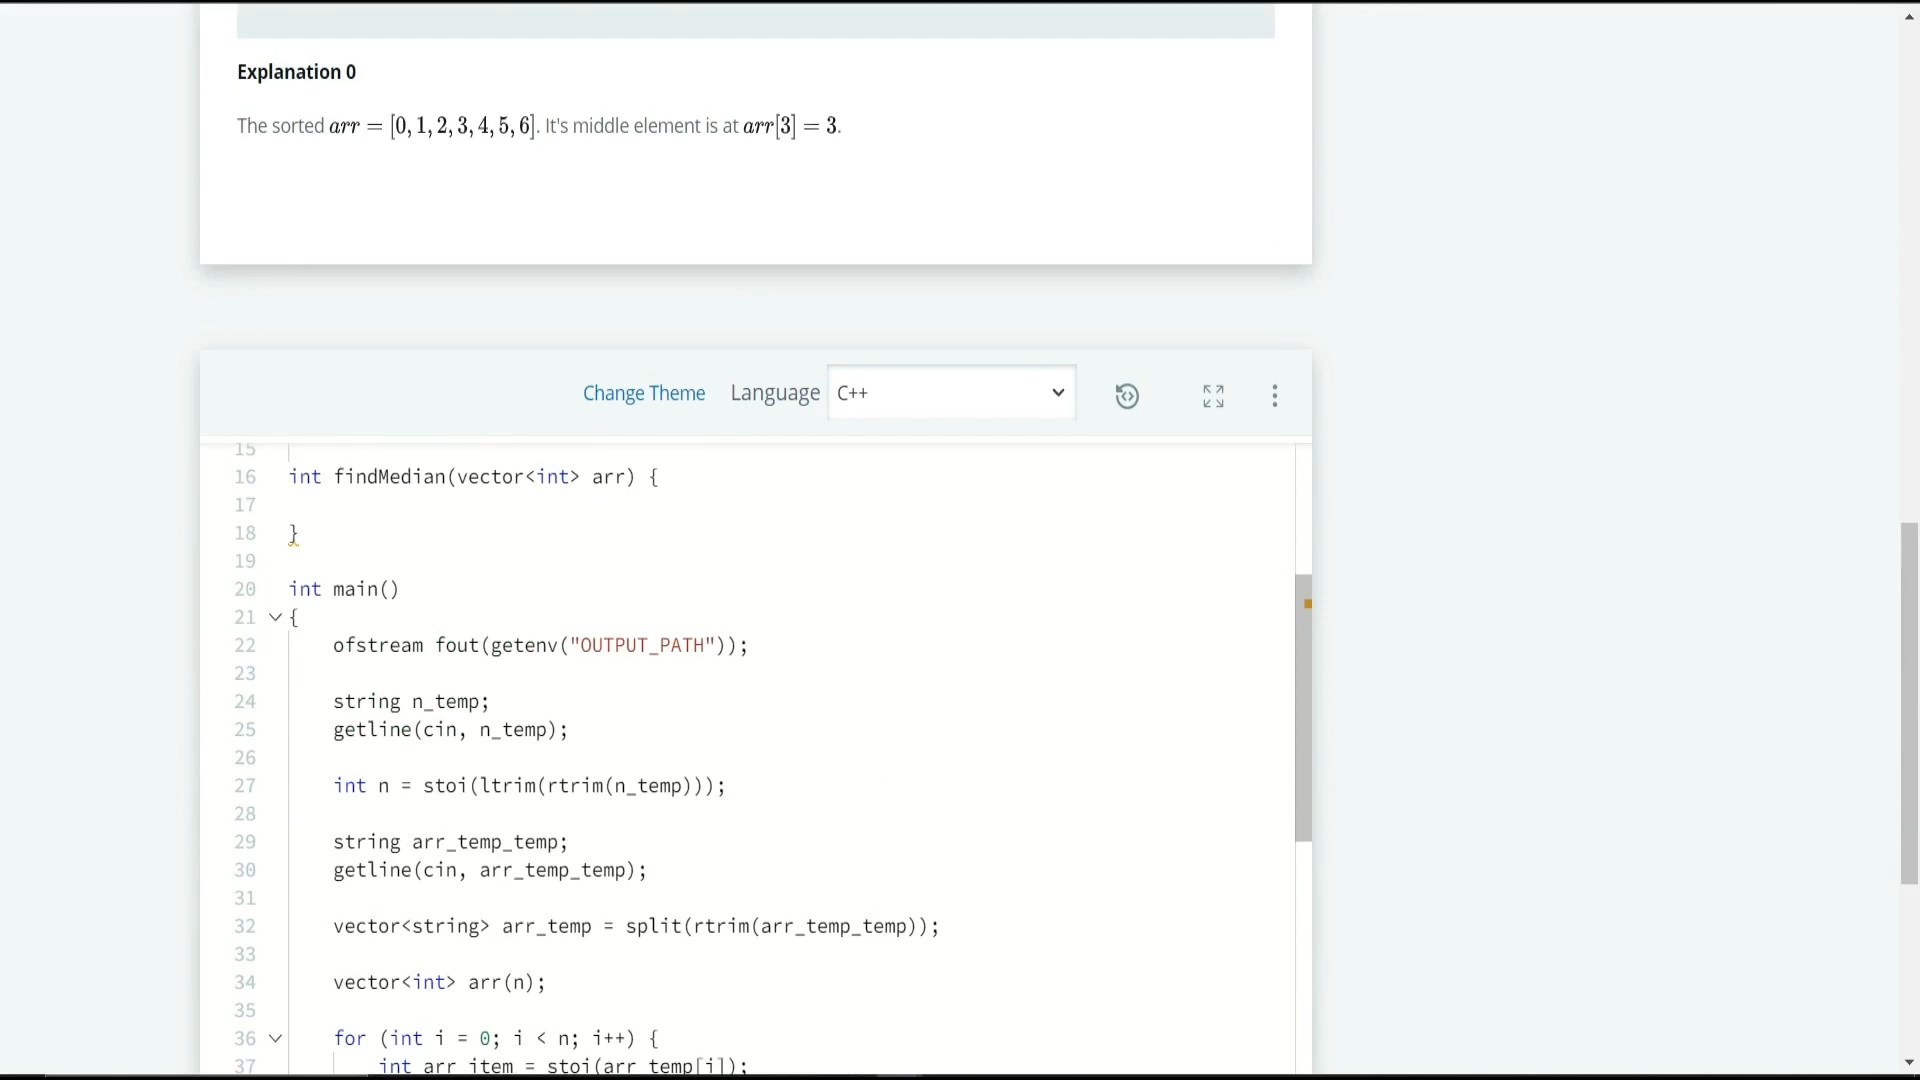 Explanation 0
The sorted arr = [0, 1, 2, 3, 4, 5, 6]. It's middle element is at arr[3] = 3.
Change Theme Language C++
15
16 int findMedian(vector<int> arr) {
17
18 }
19
20 int main()
21 {
22 ofstream fout(getenv("OUTPUT_PATH"));
23
24 string n_temp;
25 getline(cin, n_temp);
26
27 int n = stoi(ltrim(rtrim(n_temp)));
28
29 string arr_temp_temp;
30 getline(cin, arr_temp_temp);
31
32 vector<string> arr_temp = split(rtrim(arr_temp_temp));
33
34 vector<int> arr(n);
35
36 for (int i = 0; i < n; i++) {
37 int arr_item = stoi(arr_temp[i]);